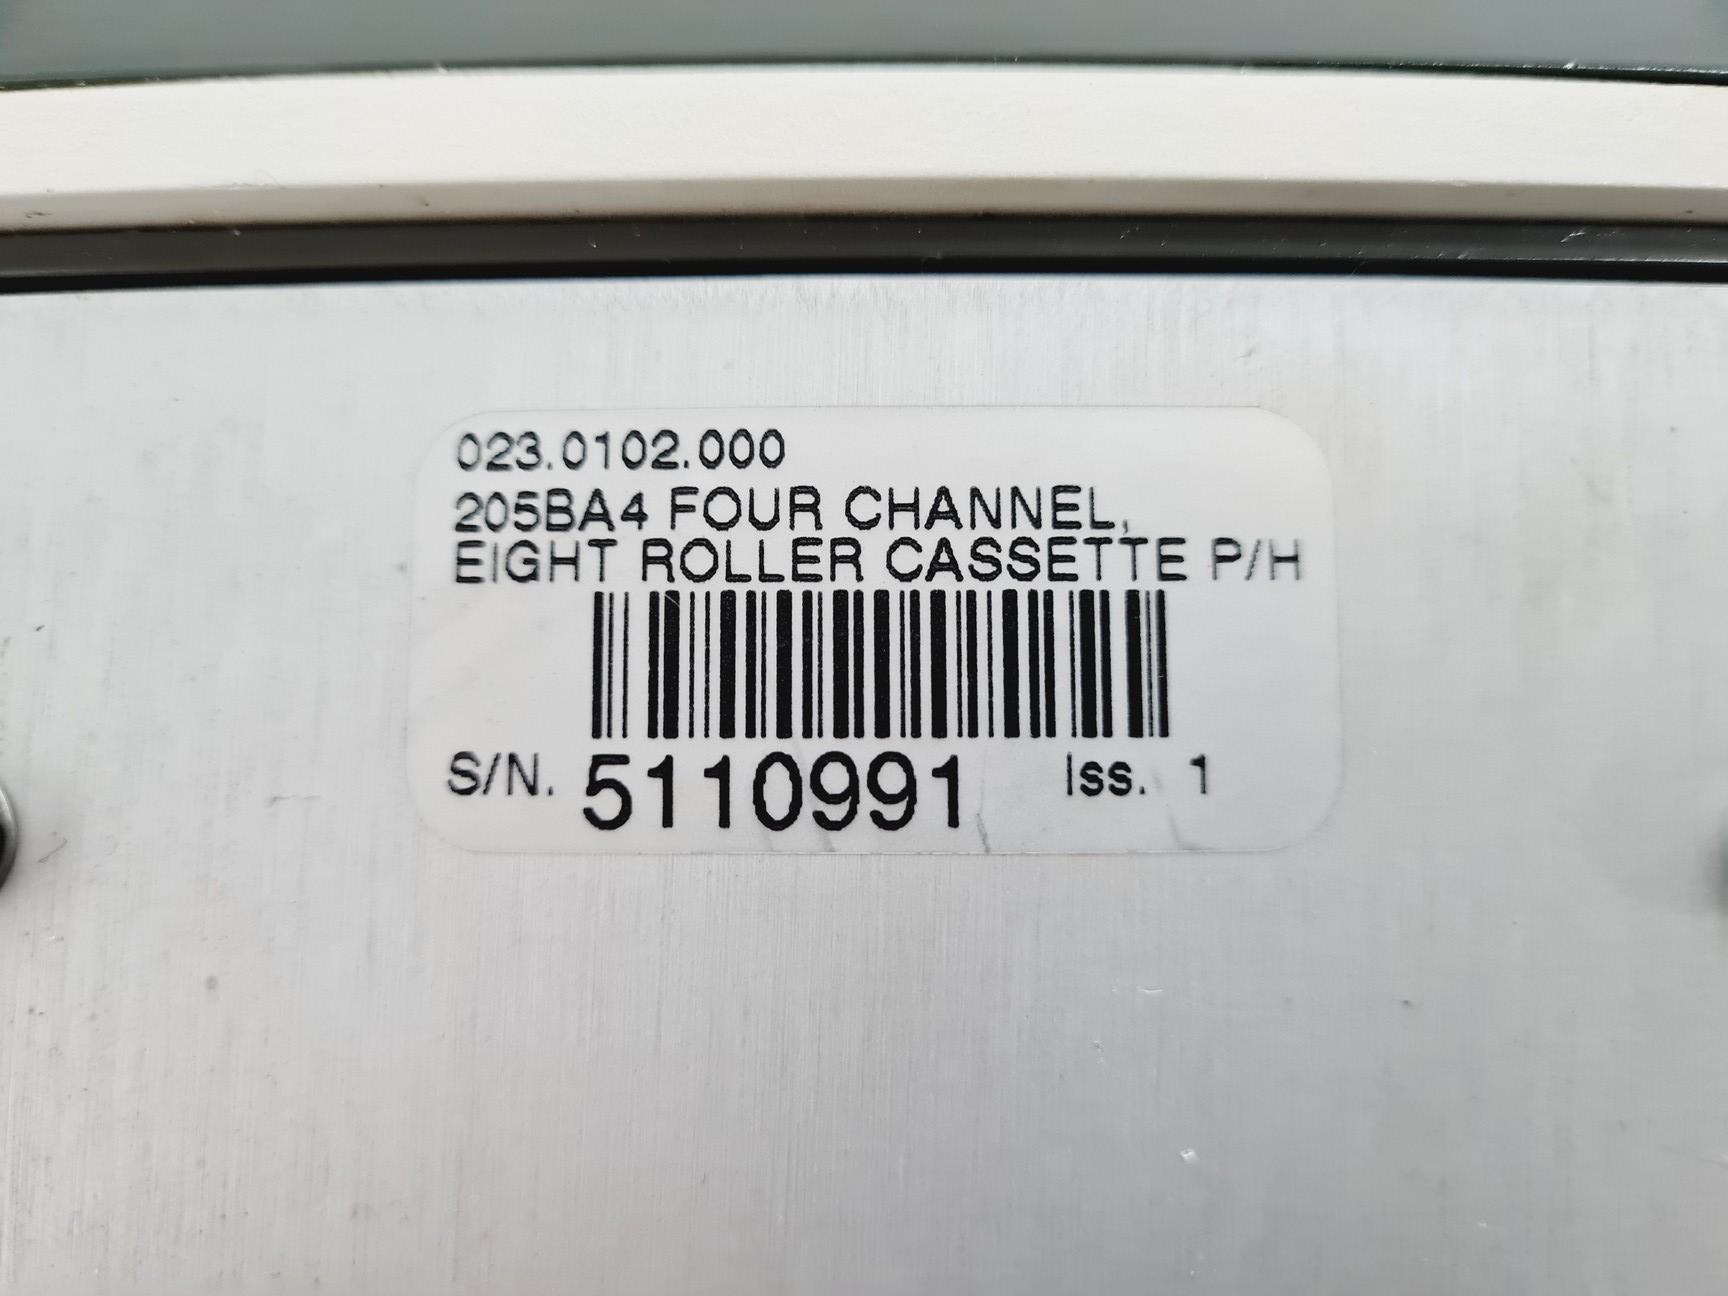 023.0102.000
205BA4 FOUR CHANNEL,
EIGHT ROLLER CASSETTE P/H
S/N. 5110991 Iss. 1